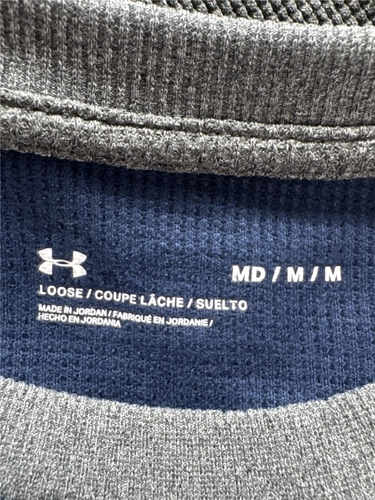 MD / M / M
LOOSE / COUPE LÂCHE / SUELTO
MADE IN JORDAN / FABRIQUÉ EN JORDANIE /
HECHO EN JORDANIA